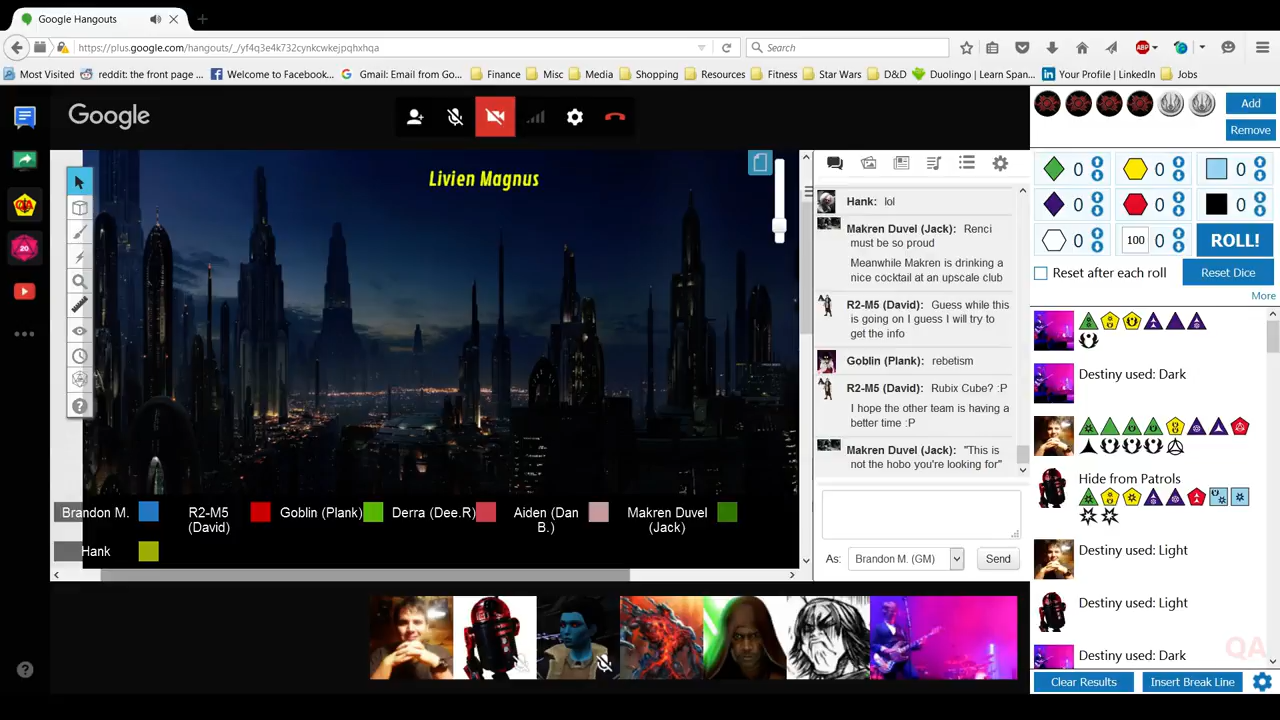 Google Hangouts
https://plus.google.com/hangouts/_/yf4q3e4k732cynkcwkejpqhxhqa
Search
ABP
Most Visited
reddit: the front page ...
Welcome to Facebook...
Gmail: Email from Go...
Finance
Misc
Media
Shopping
Resources
Fitness
Star Wars
D&D
Duolingo | Learn Span...
Your Profile | LinkedIn
Jobs
Google
Livien Magnus
20
Hank: lol
Makren Duvel (Jack): Renci
must be so proud
Meanwhile Makren is drinking a
nice cocktail at an upscale club
R2-M5 (David): Guess while this
is going on I guess I will try to
get the info
Goblin (Plank): rebetism
R2-M5 (David): Rubix Cube? :P
I hope the other team is having a
better time :P
Makren Duvel (Jack): "This is
not the hobo you're looking for"
As:
Brandon M. (GM)
Send
Brandon M.
R2-M5
(David)
Goblin (Plank)
Derra (Dee.R)
Aiden (Dan
B.)
Makren Duvel
(Jack)
Hank
Add
Remove
0
0
0
0
0
0
0
100
0
ROLL!
Reset after each roll
Reset Dice
More
Destiny used: Dark
Hide from Patrols
Destiny used: Light
Destiny used: Light
Destiny used: Dark
QA
Clear Results
Insert Break Line